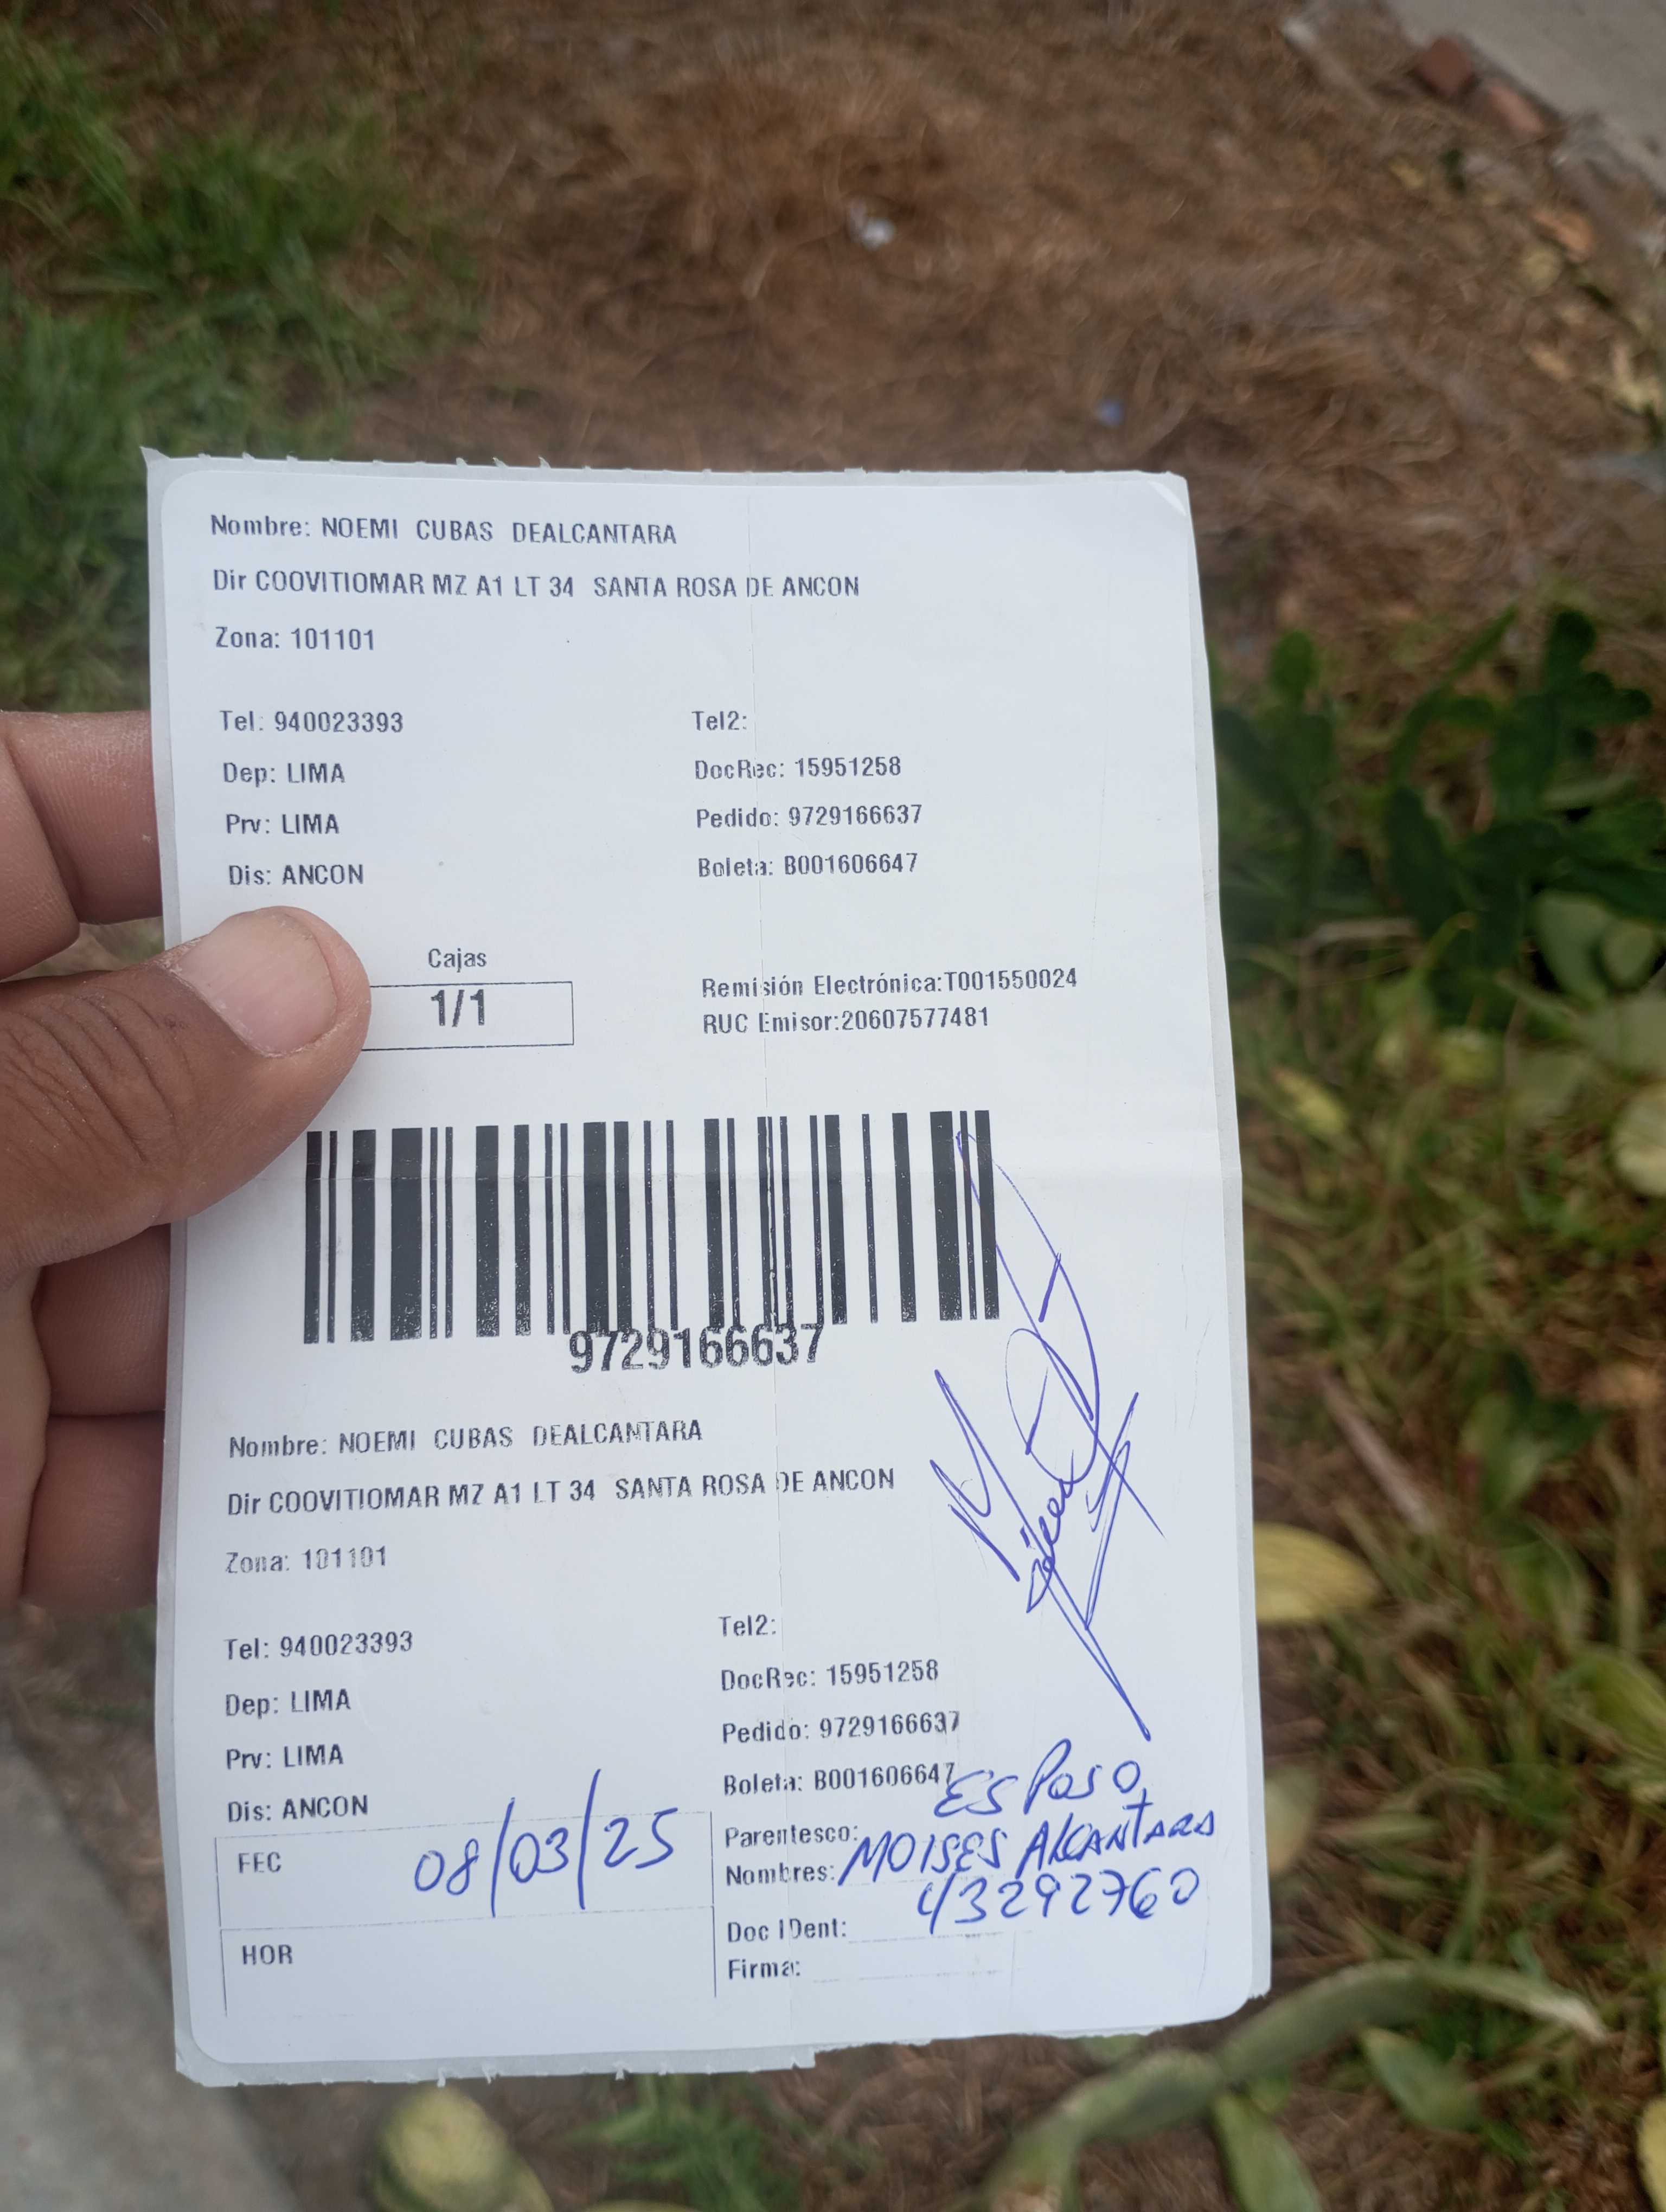 Nombre: NOEMI CUBAS DEALCANTARA
Dir COOVITIOMAR MZ A1 LT 34 SANTA ROSA DE ANCON
Zona: 101101
Tel: 940023393 Tel2:
Dep: LIMA DocRec: 15951258
Prv: LIMA Pedido: 9729166637
Dis: ANCON Boleta: B001606647
Cajas
1/1
Remisión Electrónica:T001550024
RUC Emisor:20607577481
9729166637
Nombre: NOEMI CUBAS DEALCANTARA
Dir COOVITIOMAR MZ A1 LT 34 SANTA ROSA DE ANCON
Zona: 101101
Tel: 940023393 Tel2:
Dep: LIMA DocRec: 15951258
Prv: LIMA Pedido: 9729166637
Dis: ANCON Boleta: B001606647
FEC 08/03/25
HOR
Parentesco: ESPOSO
Nombres: MOISES ALCANTARA
Doc IDent: 43292760
Firma: